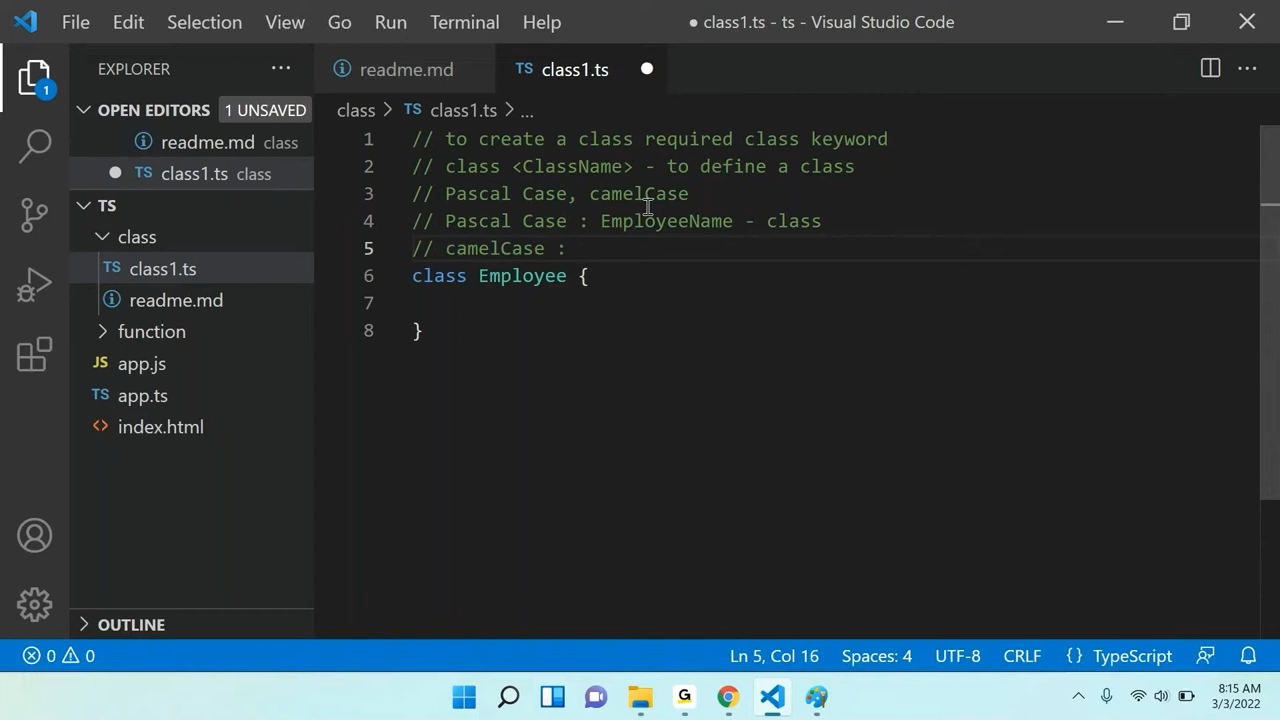 File Edit Selection View Go Run Terminal Help ● class1.ts - ts - Visual Studio Code
EXPLORER
OPEN EDITORS 1 UNSAVED
readme.md class
TS class1.ts class
TS
class
TS class1.ts
readme.md
function
JS app.js
TS app.ts
index.html
OUTLINE
1
readme.md TS class1.ts
class > TS class1.ts > ...
1 // to create a class required class keyword
2 // class <ClassName> - to define a class
3 // Pascal Case, camelCase
4 // Pascal Case : EmployeeName - class
5 // camelCase :
6 class Employee {
7
8 }
0 0 Ln 5, Col 16 Spaces: 4 UTF-8 CRLF {} TypeScript
G
8:15 AM
3/3/2022